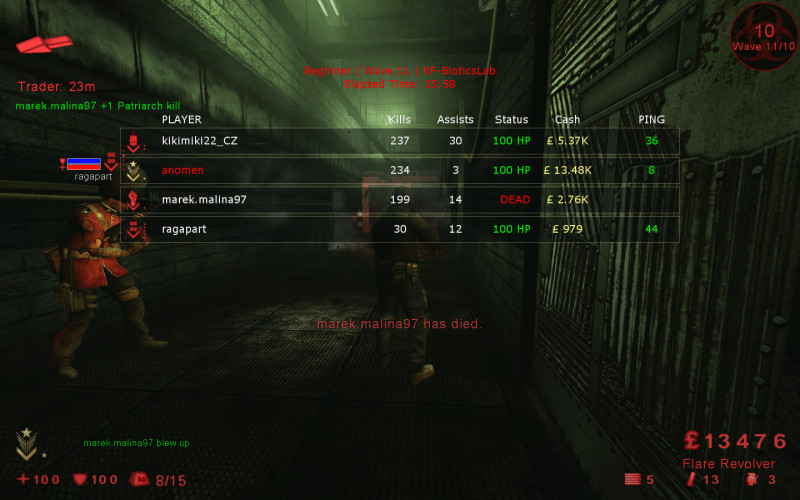 10
Wave 11/10
Trader: 23m
Beginner | Wave 11 | KF-BioticsLab
Elapsed Time: 25:58
marek.malina97 +1 Patriarch kill
PLAYER Kills Assists Status Cash PING
kikimiki22_CZ 237 30 100 HP £ 5.37K 36
anomen 234 3 100 HP £ 13.48K 8
ragapart
marek.malina97 199 14 DEAD £ 2.76K
ragapart 30 12 100 HP £ 979 44
marek.malina97 has died.
marek.malina97 blew up.
£13476
Flare Revolver
100 100 8/15 5 13 3